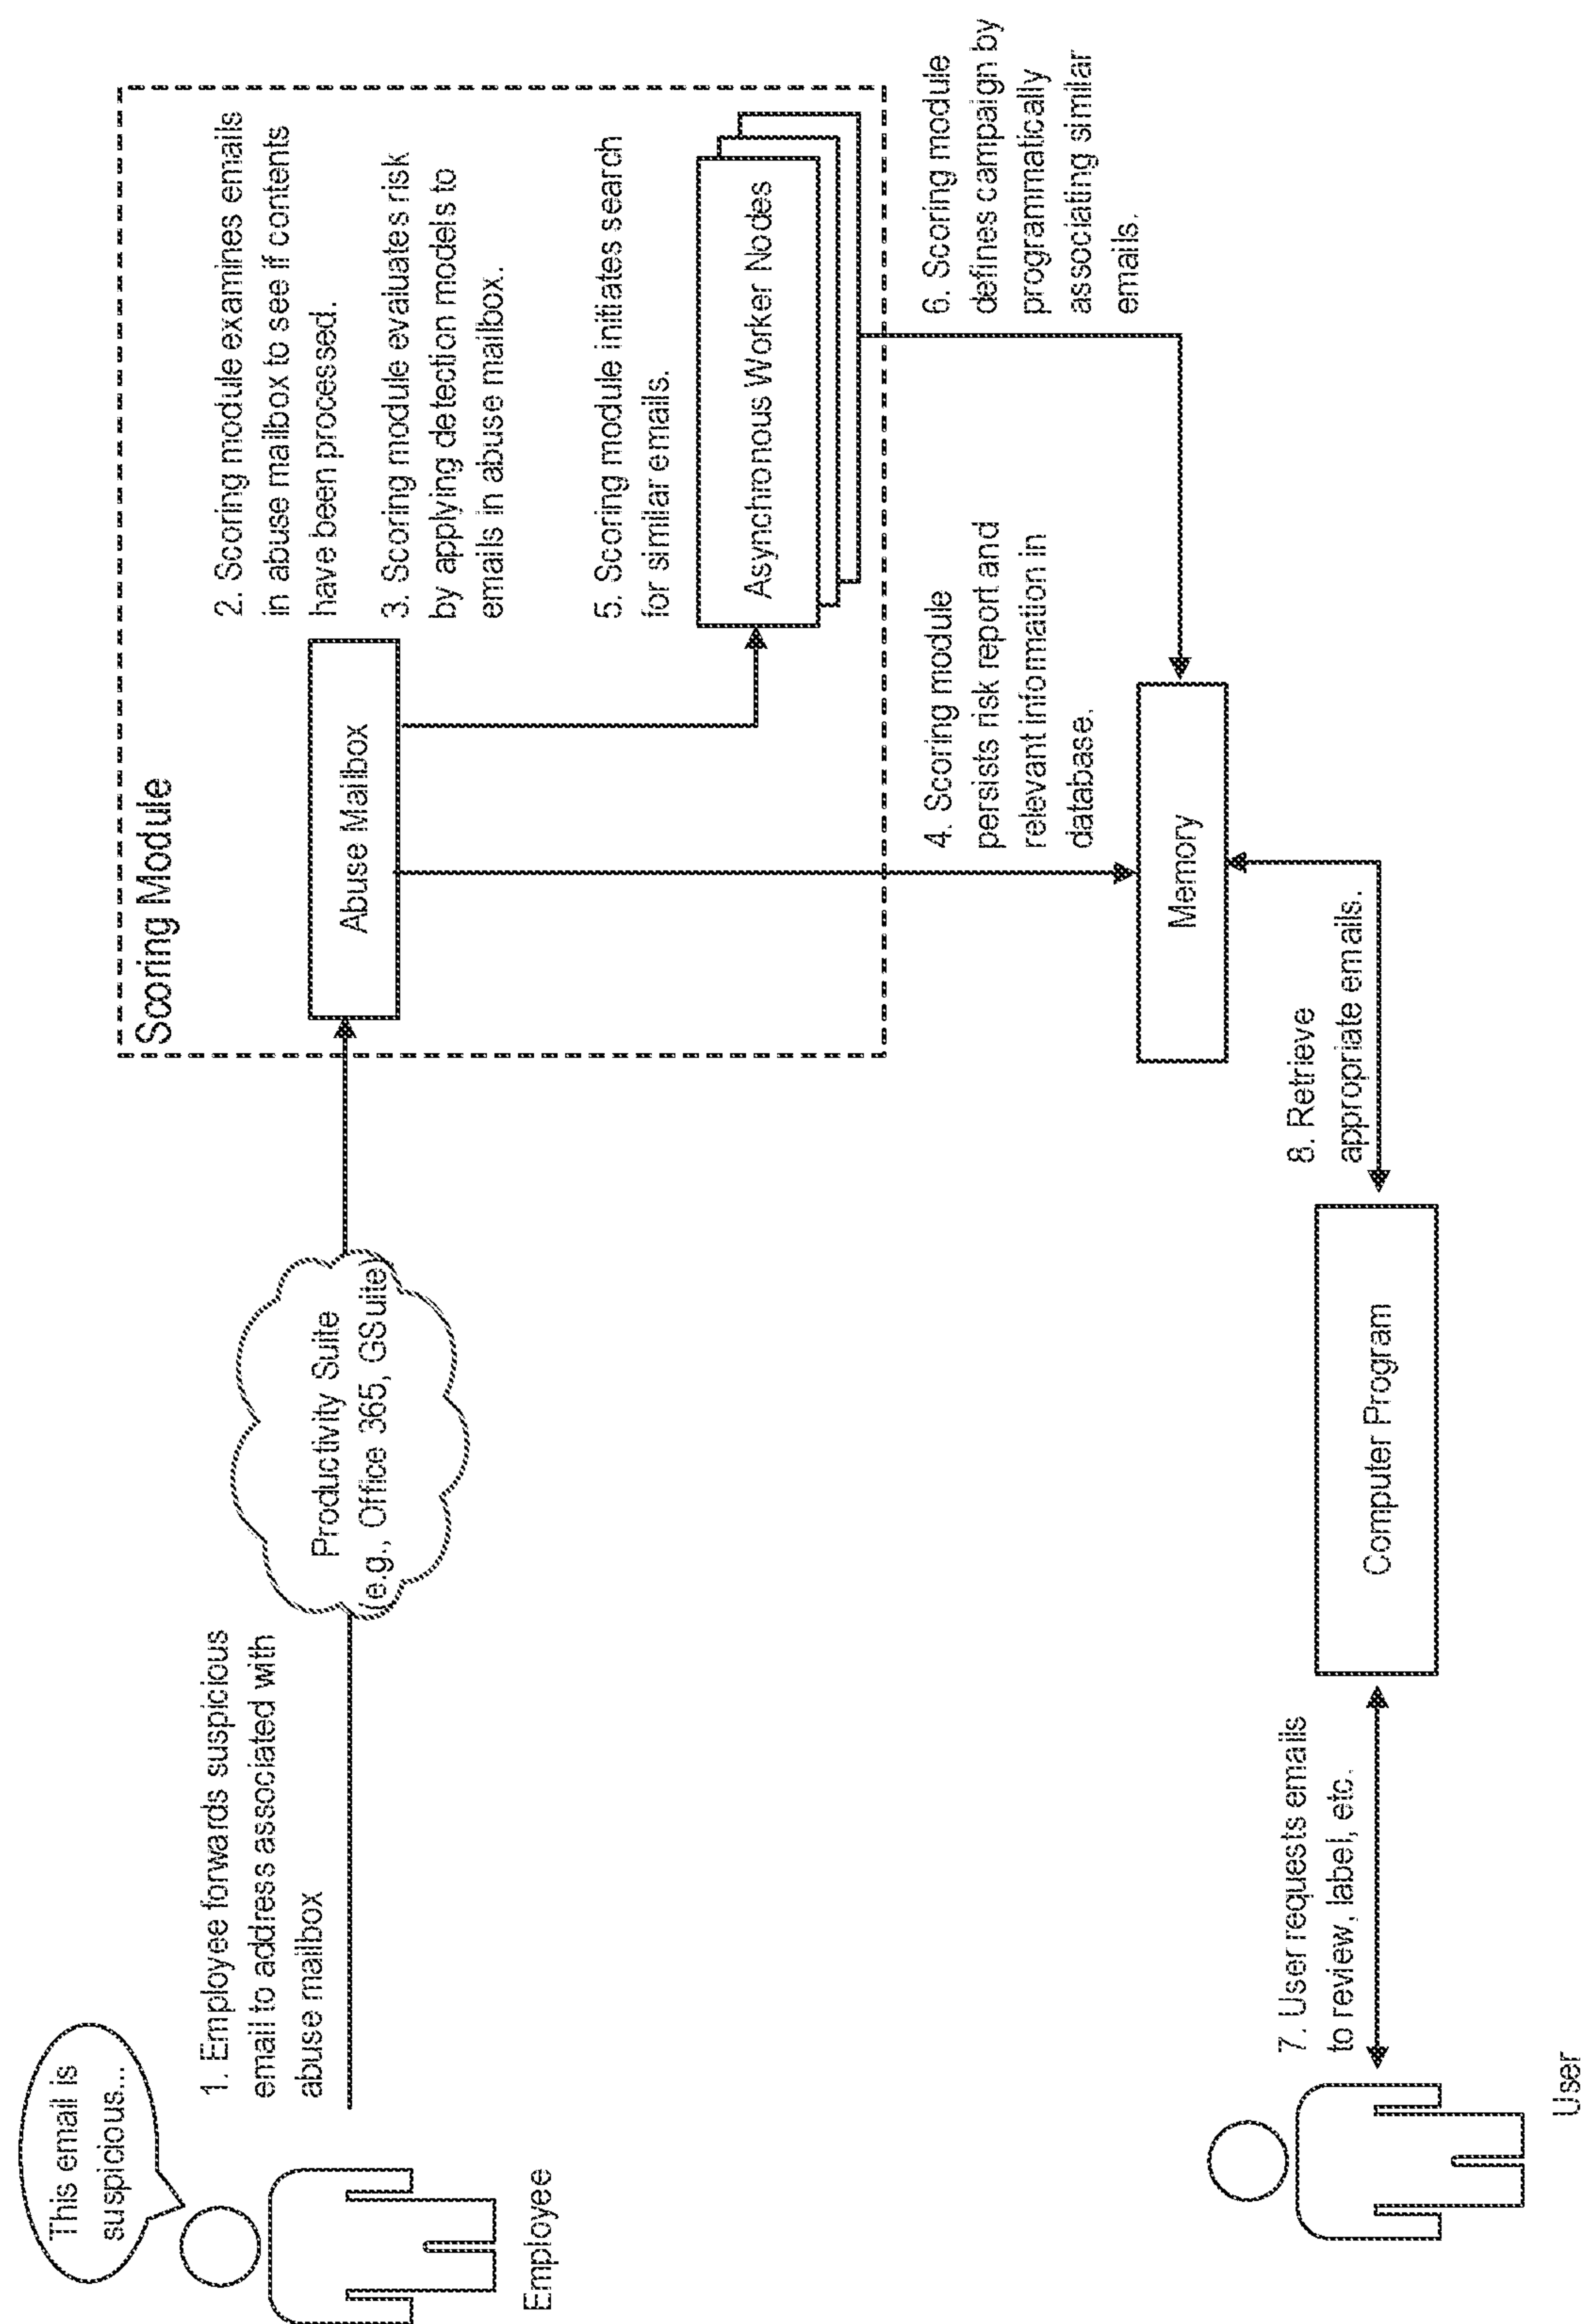 This email is
suspicious...
Employee
1. Employee forwards suspicious
email to address associated with
abuse mailbox
Productivity Suite
(e.g., Office 365, GSuite)
Scoring Module
Abuse Mailbox
2. Scoring module examines emails
in abuse mailbox to see if contents
have been processed.
3. Scoring module evaluates risk
by applying detection models to
emails in abuse mailbox.
5. Scoring module initiates search
for similar emails.
Asynchronous Worker Nodes
4. Scoring module
persists risk report and
relevant information in
database.
6. Scoring module
defines campaign by
programmatically
associating similar
emails.
Memory
User
7. User requests emails
to review, label, etc.
Computer Program
8. Retrieve
appropriate emails.